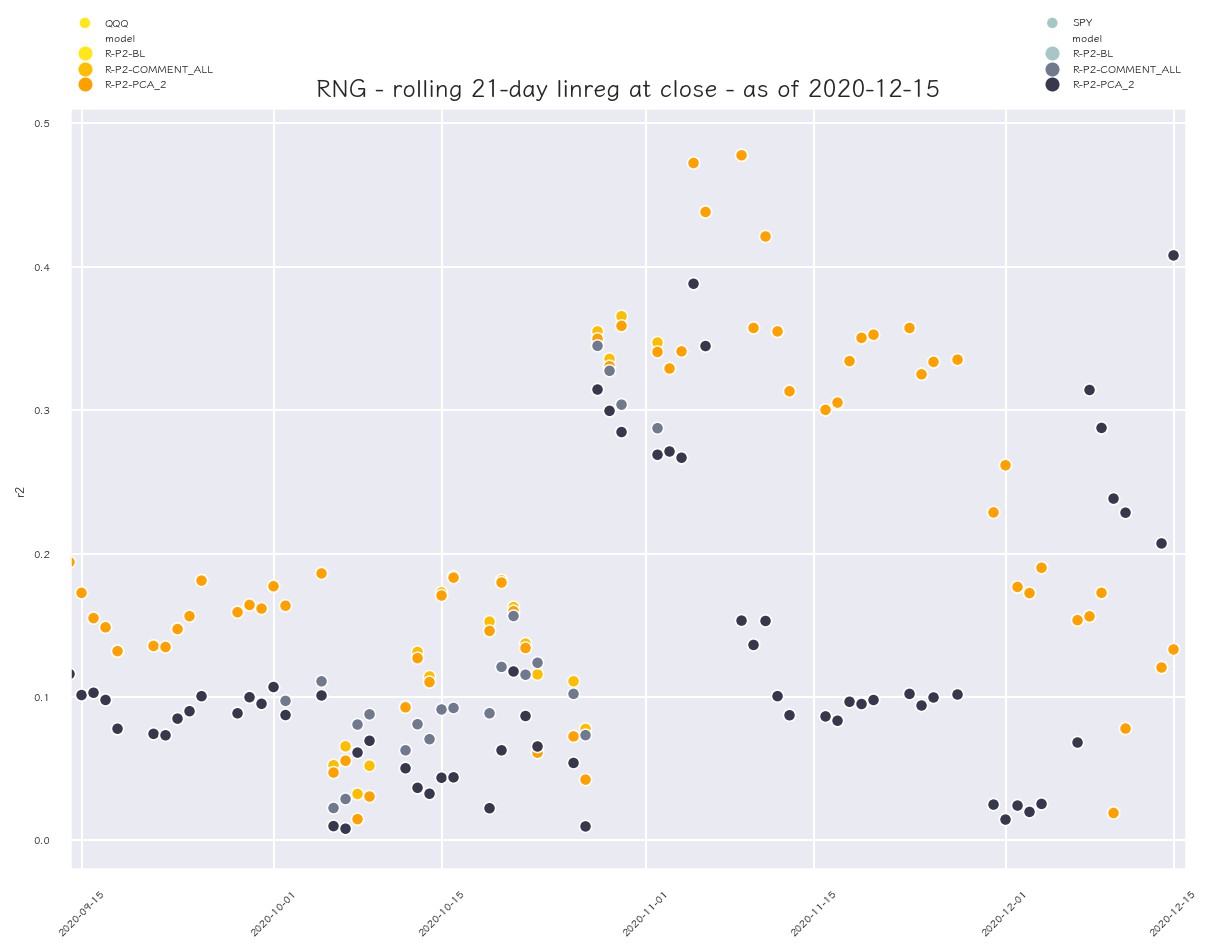 QQQ
model
R-P2-BL
R-P2-COMMENT_ALL
R-P2-PCA_2
SPY
model
R-P2-BL
R-P2-COMMENT_ALL
R-P2-PCA_2
RNG - rolling 21-day linreg at close - as of 2020-12-15
0.5
0.4
0.3
r2
0.2
0.1
0.0
2020-09-15
2020-10-01
2020-10-15
2020-11-01
2020-11-15
2020-12-01
2020-12-15